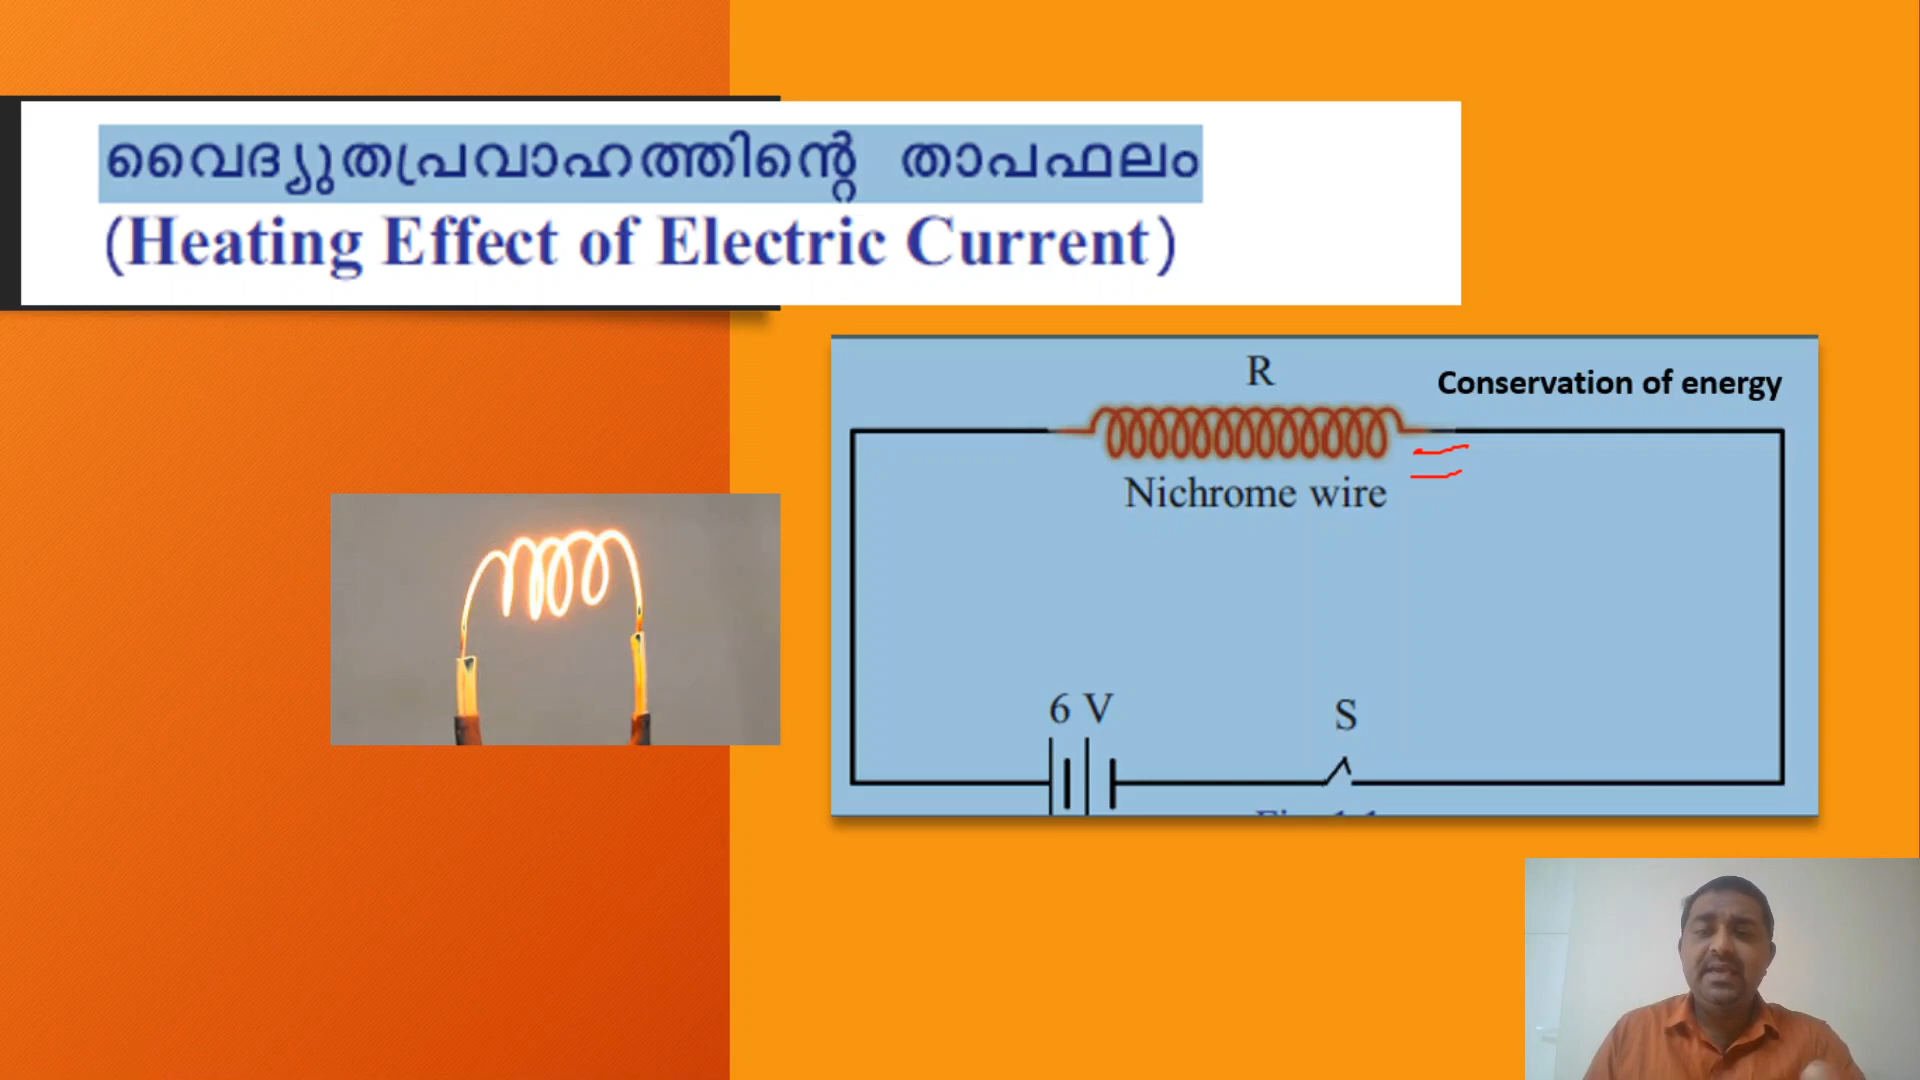 വൈദ്യുതപ്രവാഹത്തിന്റെ താപഫലം
(Heating Effect of Electric Current)
R
Conservation of energy
Nichrome wire
6 V
S